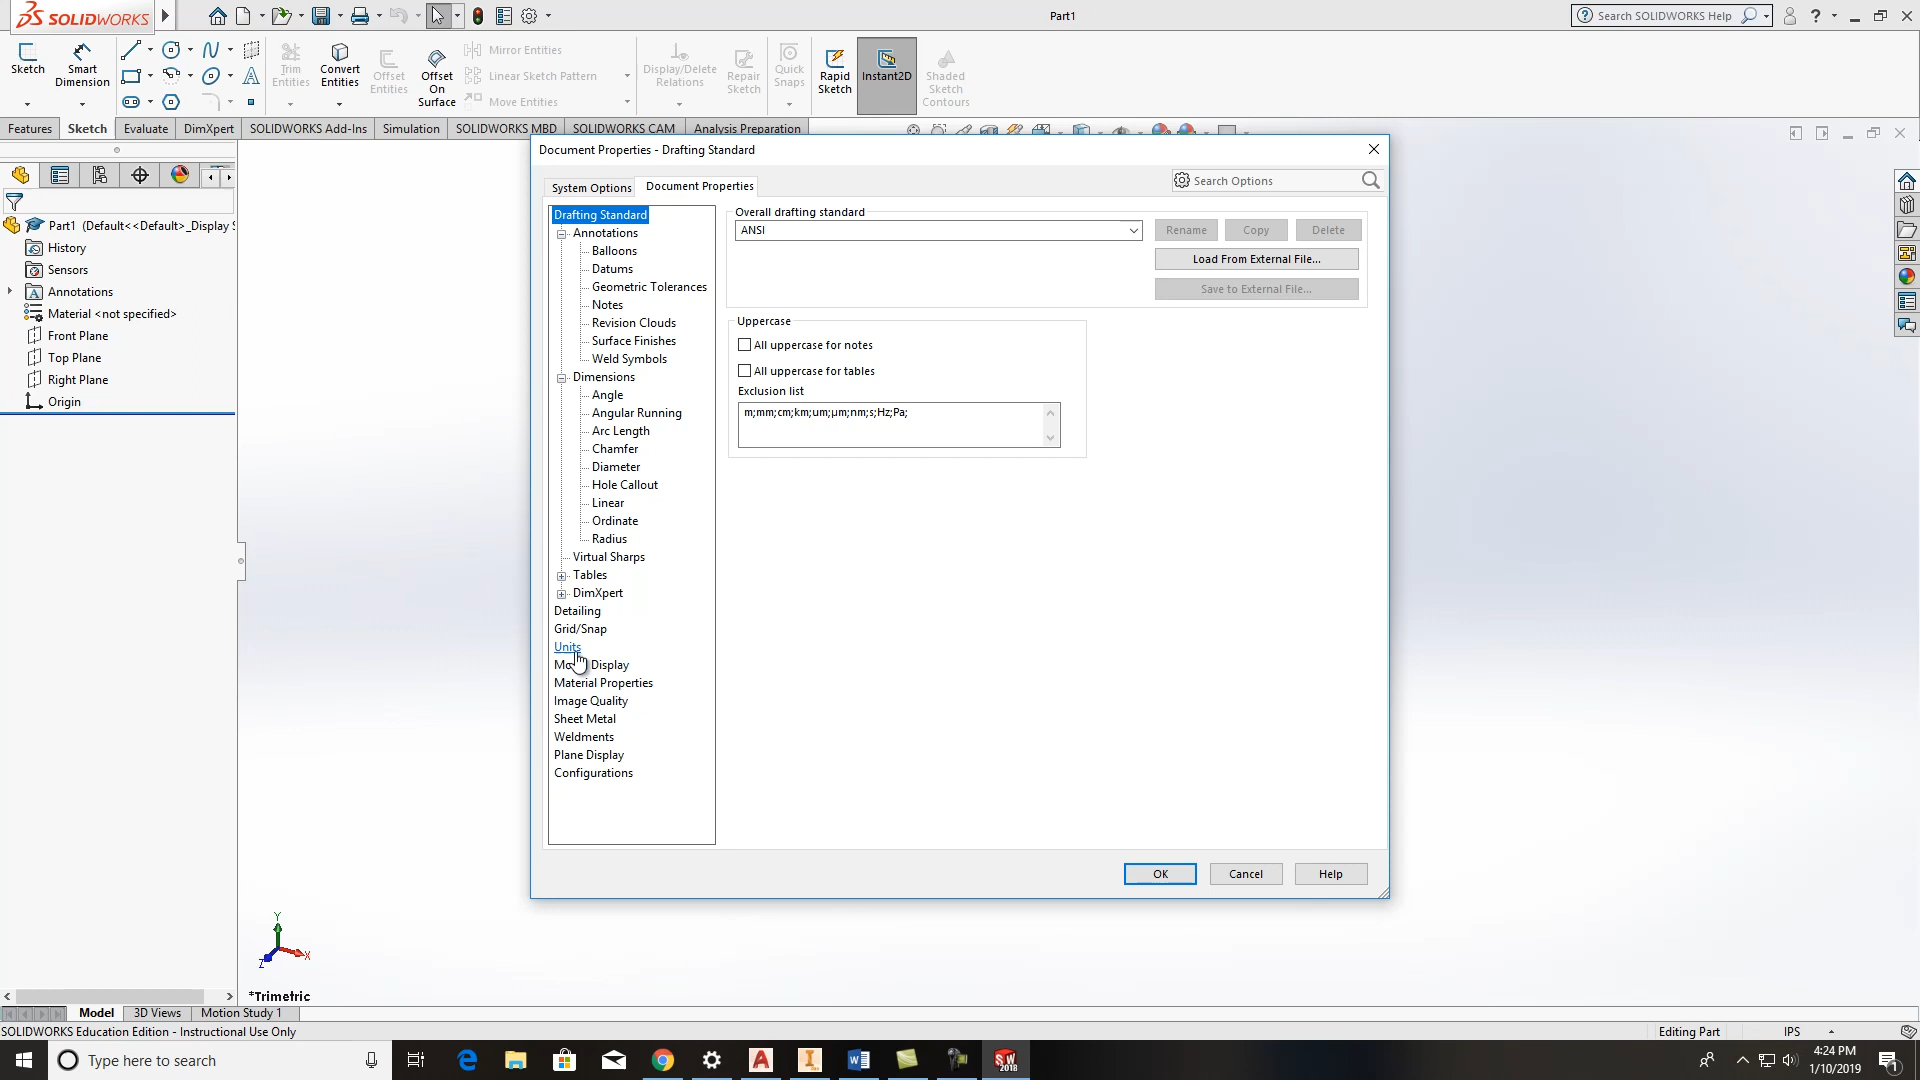 SOLIDWORKS
Part1
Search SOLIDWORKS Help
Sketch
Smart Dimension
Trim Entities
Convert Entities
Offset Entities
Offset On Surface
Mirror Entities
Linear Sketch Pattern
Move Entities
Display/Delete Relations
Repair Sketch
Quick Snaps
Rapid Sketch
Instant2D
Shaded Sketch Contours
Features
Sketch
Evaluate
DimXpert
SOLIDWORKS Add-Ins
Simulation
SOLIDWORKS MBD
SOLIDWORKS CAM
Analysis Preparation
Part1 (Default<<Default>_Display S
History
Sensors
Annotations
Material <not specified>
Front Plane
Top Plane
Right Plane
Origin
Document Properties - Drafting Standard
System Options
Document Properties
Search Options
Drafting Standard
Annotations
Balloons
Datums
Geometric Tolerances
Notes
Revision Clouds
Surface Finishes
Weld Symbols
Dimensions
Angle
Angular Running
Arc Length
Chamfer
Diameter
Hole Callout
Linear
Ordinate
Radius
Virtual Sharps
Tables
DimXpert
Detailing
Grid/Snap
Units
Display
Material Properties
Image Quality
Sheet Metal
Weldments
Plane Display
Configurations
Overall drafting standard
ANSI
Rename
Copy
Delete
Load From External File...
Save to External File...
Uppercase
All uppercase for notes
All uppercase for tables
Exclusion list
m;mm;cm;km;um;µm;nm;s;Hz;Pa;
OK
Cancel
Help
Y
X
Z
*Trimetric
Model
3D Views
Motion Study 1
SOLIDWORKS Education Edition - Instructional Use Only
Editing Part
IPS
Type here to search
SW
2018
4:24 PM
1/10/2019
1